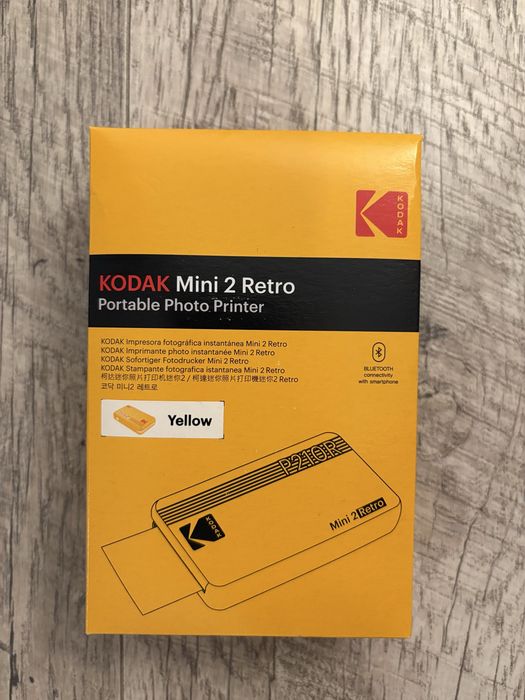 KODAK
KODAK Mini 2 Retro
Portable Photo Printer
KODAK Impresora fotográfica instantánea Mini 2 Retro
KODAK Imprimante photo instantanée Mini 2 Retro
KODAK Sofortiger Fotodrucker Mini 2 Retro
KODAK Stampante fotografica istantanea Mini 2 Retro
柯达迷你照片打印机迷你2 / 柯達迷你照片打印機迷你2 Retro
코닥 미니2 레트로
BLUETOOTH
connectivity
with smartphone
Yellow
P210R
KODAK
Mini 2 Retro